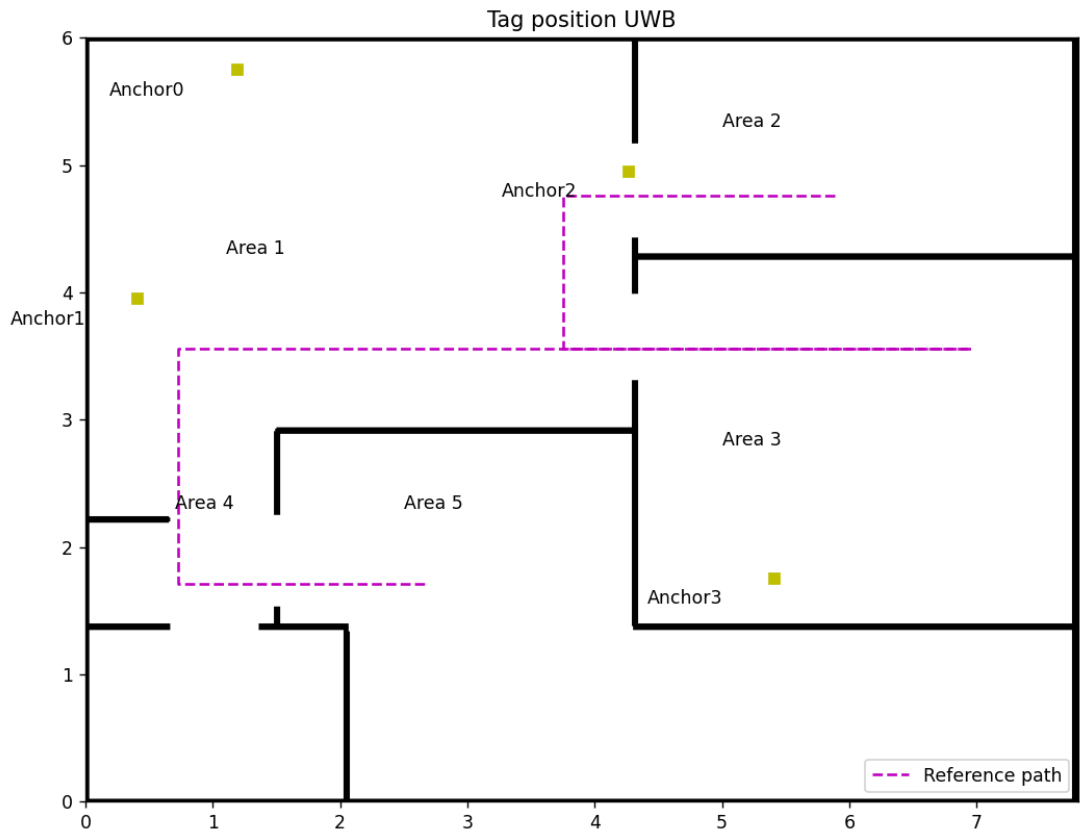 Tag position UWB
6
Anchor0
Area 2
5
Anchor2
Area 1
4
Anchor1
3
Area 3
Area 4
Area 5
2
Anchor3
1
Reference path
0
0 1 2 3 4 5 6 7